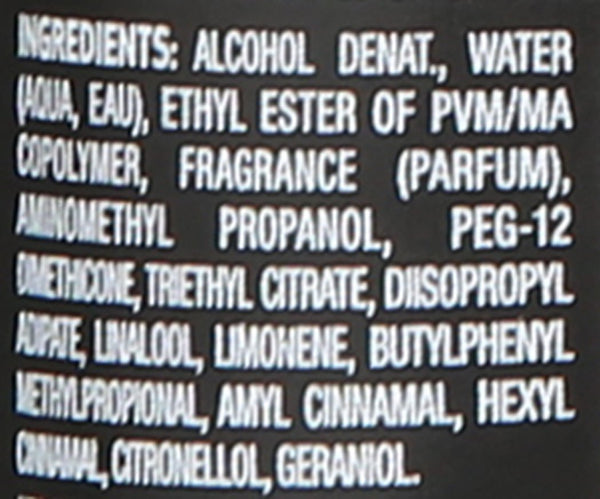 INGREDIENTS: ALCOHOL DENAT., WATER
(AQUA, EAU), ETHYL ESTER OF PVM/MA
COPOLYMER, FRAGRANCE (PARFUM),
AMINOMETHYL PROPANOL, PEG-12
DIMETHICONE, TRIETHYL CITRATE, DIISOPROPYL
ADIPATE, LINALOOL, LIMONENE, BUTYLPHENYL
METHYLPROPIONAL, AMYL CINNAMAL, HEXYL
CINNAMAL, CITRONELLOL, GERANIOL.